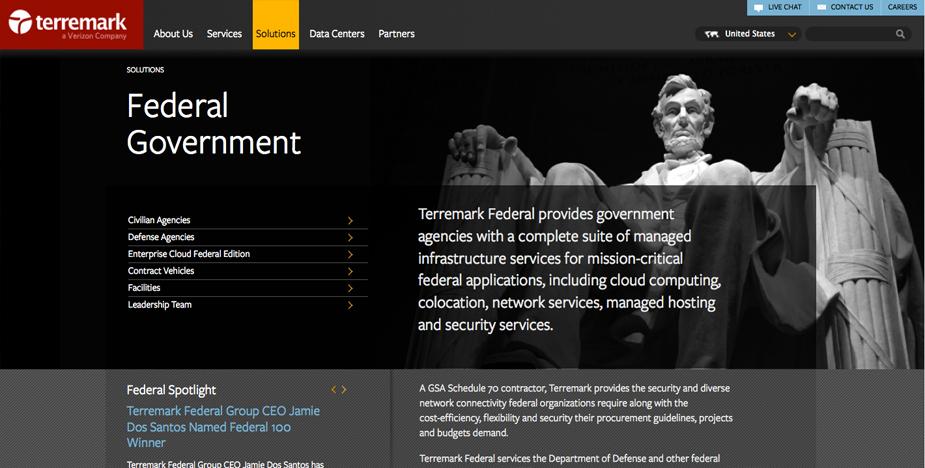 terremark
a Verizon Company
About Us
Services
Solutions
Data Centers
Partners
LIVE CHAT
CONTACT US
CAREERS
United States
SOLUTIONS
Federal
Government
Civilian Agencies
Defense Agencies
Enterprise Cloud Federal Edition
Contract Vehicles
Facilities
Leadership Team
Terremark Federal provides government
agencies with a complete suite of managed
infrastructure services for mission-critical
federal applications, including cloud computing,
colocation, network services, managed hosting
and security services.
Federal Spotlight
Terremark Federal Group CEO Jamie
Dos Santos Named Federal 100
Winner
Terremark Federal Group CEO Jamie Dos Santos has
A GSA Schedule 70 contractor, Terremark provides the security and diverse
network connectivity federal organizations require along with the
cost-efficiency, flexibility and security their procurement guidelines, projects
and budgets demand.
Terremark Federal services the Department of Defense and other federal